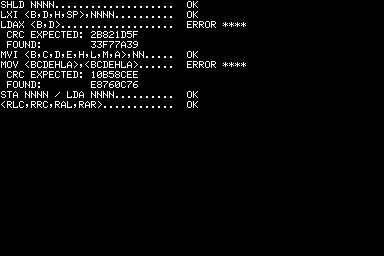 SHLD NNNN..................... OK
LXI <B,D,H,SP>,NNNN........... OK
LDAX <B,D>.................... ERROR ****
CRC EXPECTED: 2B821D5F
FOUND: 33F77A39
MVI <B,C,D,E,H,L,M,A>,NN..... OK
MOV <BCDEHLA>,<BCDEHLA>...... ERROR ****
CRC EXPECTED: 10B58CEE
FOUND: E8760C76
STA NNNN / LDA NNNN.......... OK
<RLC,RRC,RAL,RAR>............ OK